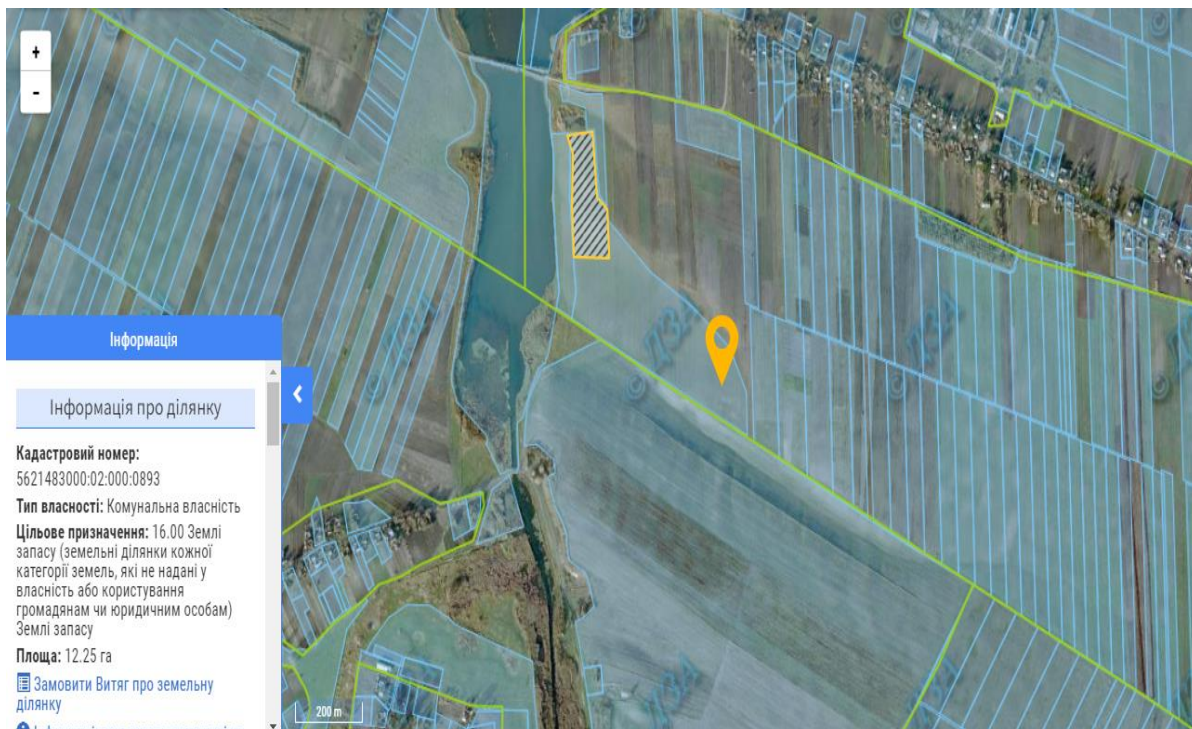 +
-
Інформація
Інформація про ділянку
Кадастровий номер:
5621483000:02:000:0893
Тип власності: Комунальна власність
Цільове призначення: 16.00 Землі
запасу (земельні ділянки кожної
категорії земель, які не надані у
власність або користування
громадянам чи юридичним особам)
Землі запасу
Площа: 12.25 га
Замовити Витяг про земельну
ділянку
200 m
© ДЗА
© ДЗА